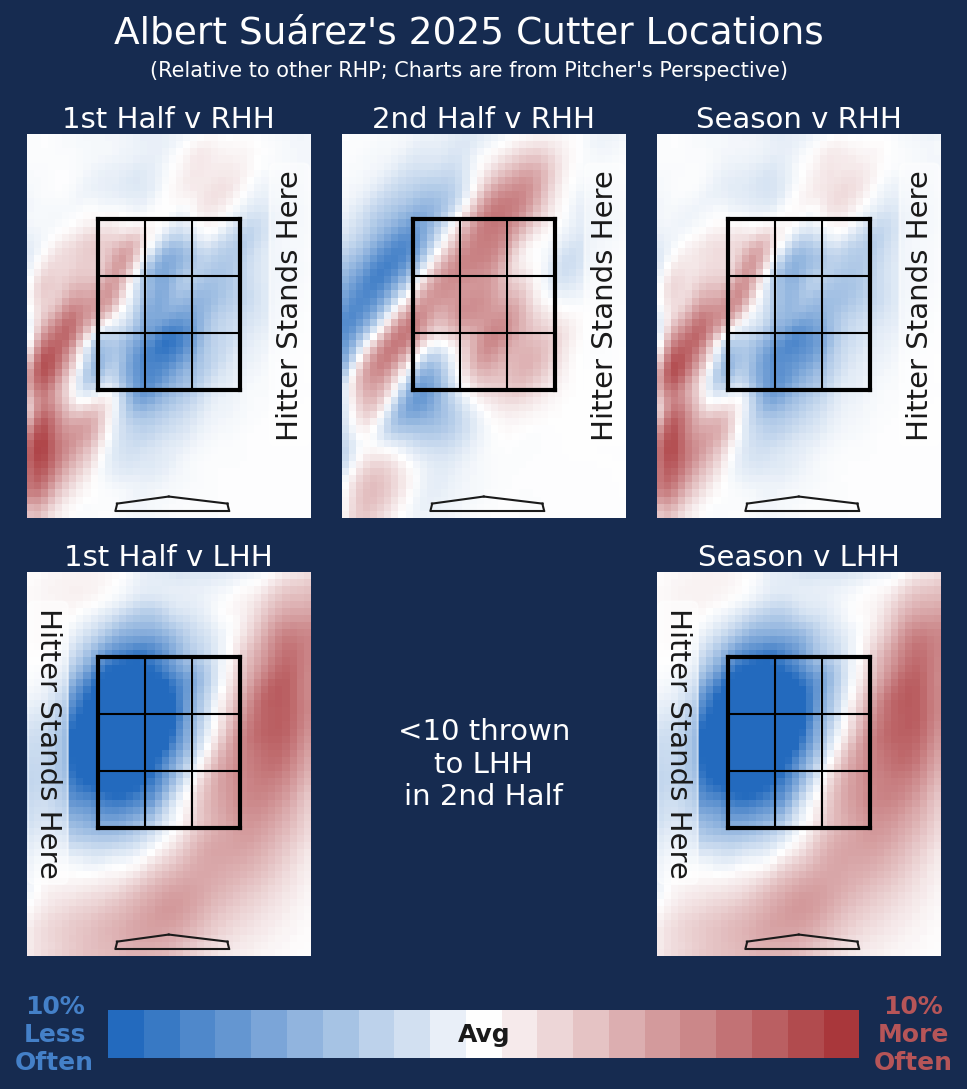 Albert Suárez's 2025 Cutter Locations
(Relative to other RHP; Charts are from Pitcher's Perspective)
1st Half v RHH
2nd Half v RHH
Season v RHH
Hitter Stands Here
Hitter Stands Here
Hitter Stands Here
1st Half v LHH
Season v LHH
Hitter Stands Here
<10 thrown
to LHH
in 2nd Half
Hitter Stands Here
10%
Less
Often
Avg
10%
More
Often